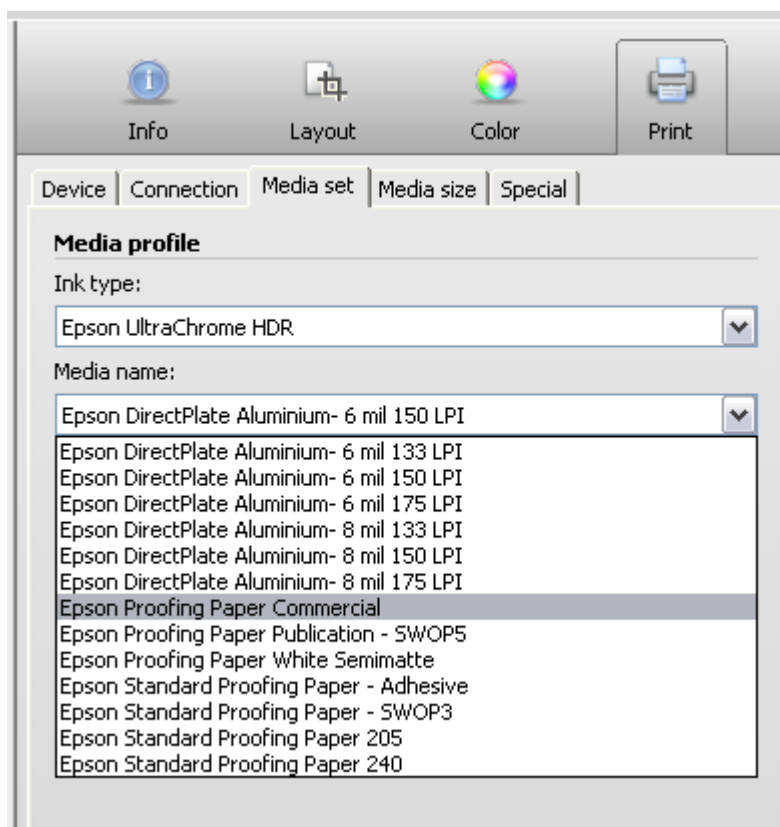 Info Layout Color Print
Device Connection Media set Media size Special
Media profile
Ink type:
Epson UltraChrome HDR
Media name:
Epson DirectPlate Aluminium- 6 mil 150 LPI
Epson DirectPlate Aluminium- 6 mil 133 LPI
Epson DirectPlate Aluminium- 6 mil 150 LPI
Epson DirectPlate Aluminium- 6 mil 175 LPI
Epson DirectPlate Aluminium- 8 mil 133 LPI
Epson DirectPlate Aluminium- 8 mil 150 LPI
Epson DirectPlate Aluminium- 8 mil 175 LPI
Epson Proofing Paper Commercial
Epson Proofing Paper Publication - SWOP5
Epson Proofing Paper White Semimatte
Epson Standard Proofing Paper - Adhesive
Epson Standard Proofing Paper - SWOP3
Epson Standard Proofing Paper 205
Epson Standard Proofing Paper 240